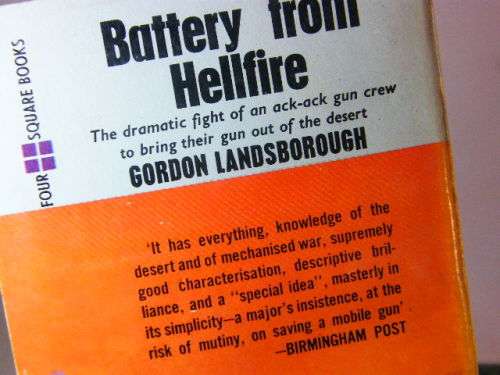 FOUR SQUARE BOOKS
Battery from
Hellfire
The dramatic fight of an ack-ack gun crew
to bring their gun out of the desert
GORDON LANDSBOROUGH
'It has everything, knowledge of the
desert and of mechanised war, supremely
good characterisation, descriptive bril-
liance, and a "special idea", masterly in
its simplicity—a major's insistence, at the
risk of mutiny, on saving a mobile gun'
—BIRMINGHAM POST